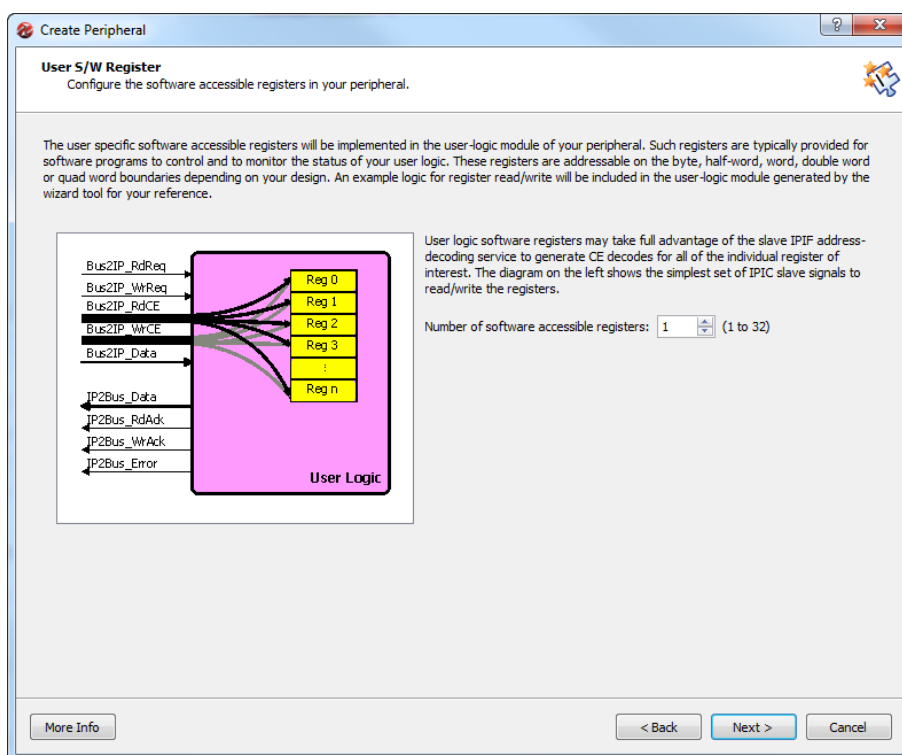 Create Peripheral
?
X
User S/W Register
Configure the software accessible registers in your peripheral.
The user specific software accessible registers will be implemented in the user-logic module of your peripheral. Such registers are typically provided for
software programs to control and to monitor the status of your user logic. These registers are addressable on the byte, half-word, word, double word
or quad word boundaries depending on your design. An example logic for register read/write will be included in the user-logic module generated by the
wizard tool for your reference.
Bus2IP_RdReq
Bus2IP_WrReq
Bus2IP_RdCE
Bus2IP_WrCE
Bus2IP_Data
IP2Bus_Data
IP2Bus_RdAck
IP2Bus_WrAck
IP2Bus_Error
Reg 0
Reg 1
Reg 2
Reg 3
:
Reg n
User Logic
User logic software registers may take full advantage of the slave IPIF address-
decoding service to generate CE decodes for all of the individual register of
interest. The diagram on the left shows the simplest set of IPIC slave signals to
read/write the registers.
Number of software accessible registers: 1 (1 to 32)
More Info
< Back
Next >
Cancel